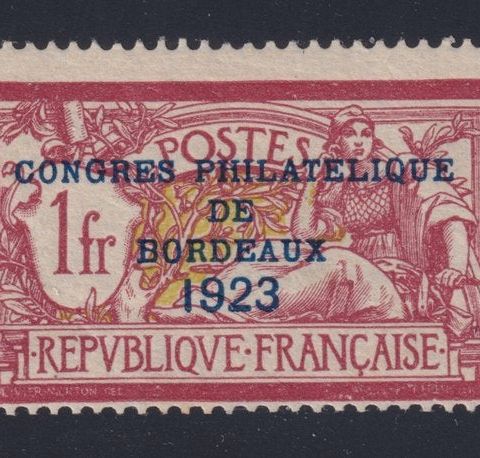 POSTES
CONGRES PHILATELIQUE
1fr
DE
BORDEAUX
1923
·REPVBLIQVE·FRANÇAISE·